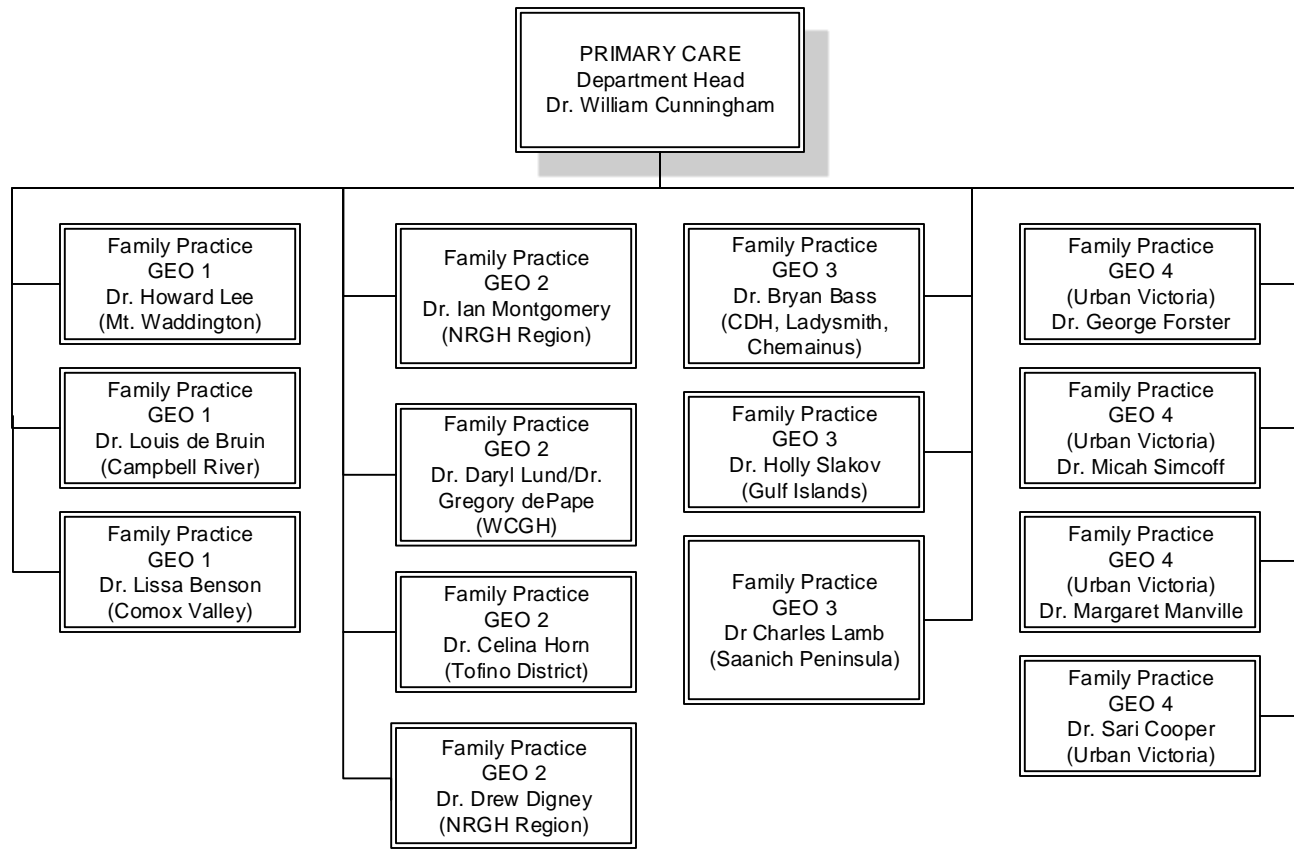 PRIMARY CARE
Department Head
Dr. William Cunningham
Family Practice
GEO 1
Dr. Howard Lee
(Mt. Waddington)
Family Practice
GEO 1
Dr. Louis de Bruin
(Campbell River)
Family Practice
GEO 1
Dr. Lissa Benson
(Comox Valley)
Family Practice
GEO 2
Dr. Ian Montgomery
(NRGH Region)
Family Practice
GEO 2
Dr. Daryl Lund/Dr.
Gregory dePape
(WCGH)
Family Practice
GEO 2
Dr. Celina Horn
(Tofino District)
Family Practice
GEO 2
Dr. Drew Digney
(NRGH Region)
Family Practice
GEO 3
Dr. Bryan Bass
(CDH, Ladysmith,
Chemainus)
Family Practice
GEO 3
Dr. Holly Slakov
(Gulf Islands)
Family Practice
GEO 3
Dr Charles Lamb
(Saanich Peninsula)
Family Practice
GEO 4
(Urban Victoria)
Dr. George Forster
Family Practice
GEO 4
(Urban Victoria)
Dr. Micah Simcoff
Family Practice
GEO 4
(Urban Victoria)
Dr. Margaret Manville
Family Practice
GEO 4
Dr. Sari Cooper
(Urban Victoria)